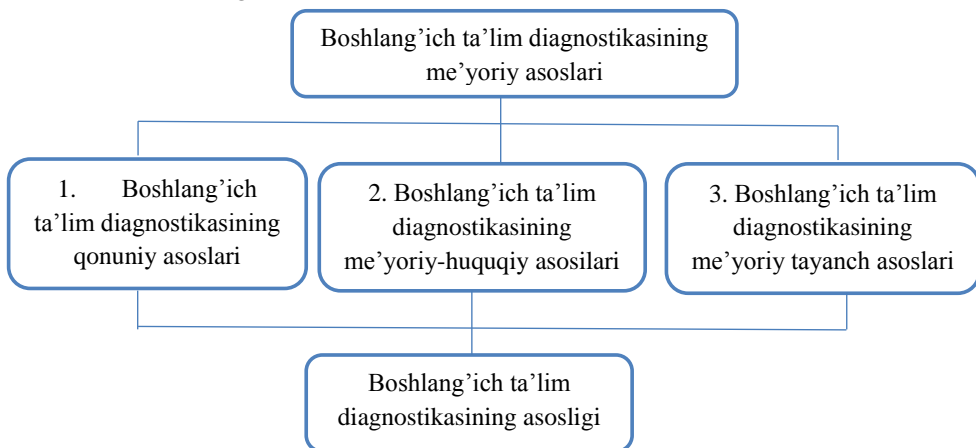 Boshlang’ich ta’lim diagnostikasining
me’yoriy asoslari
1. Boshlang’ich
ta’lim diagnostikasining
qonuniy asoslari
2. Boshlang’ich ta’lim
diagnostikasining
me’yoriy-huquqiy asosilari
3. Boshlang’ich ta’lim
diagnostikasining
me’yoriy tayanch asoslari
Boshlang’ich ta’lim
diagnostikasining asosligi